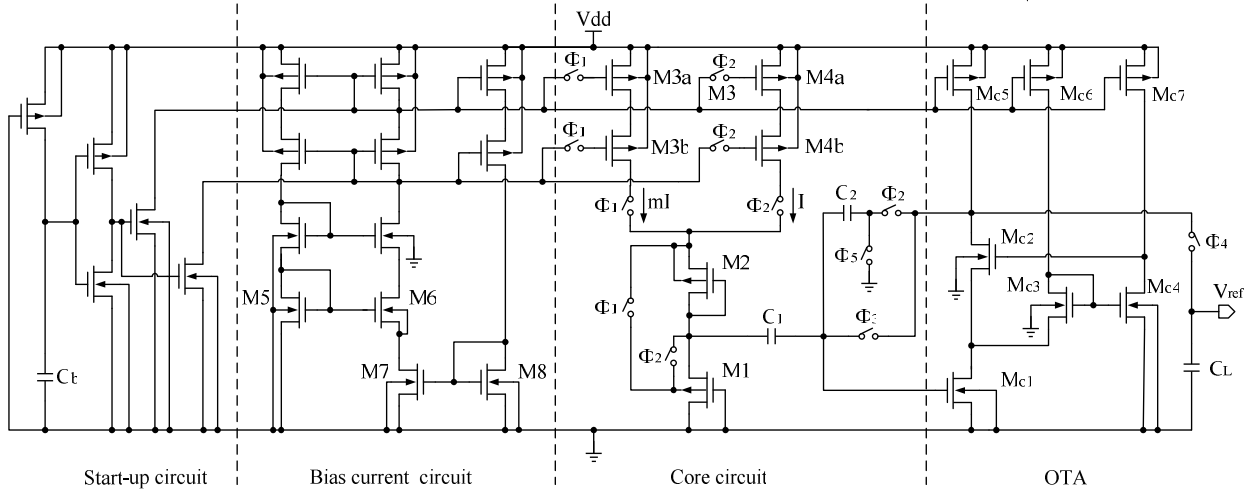 Vdd
Φ1
M3a
Φ2
M3
M4a
Mc5
Mc6
Mc7
Φ1
M3b
Φ2
M4b
Φ1
mI
Φ2
I
C2
Φ2
Φ5
Φ4
M2
Mc2
Mc3
Mc4
M5
M6
Φ1
C1
Φ3
Vref
Φ2
Cb
M7
M8
M1
Mc1
CL
Start-up circuit
Bias current circuit
Core circuit
OTA